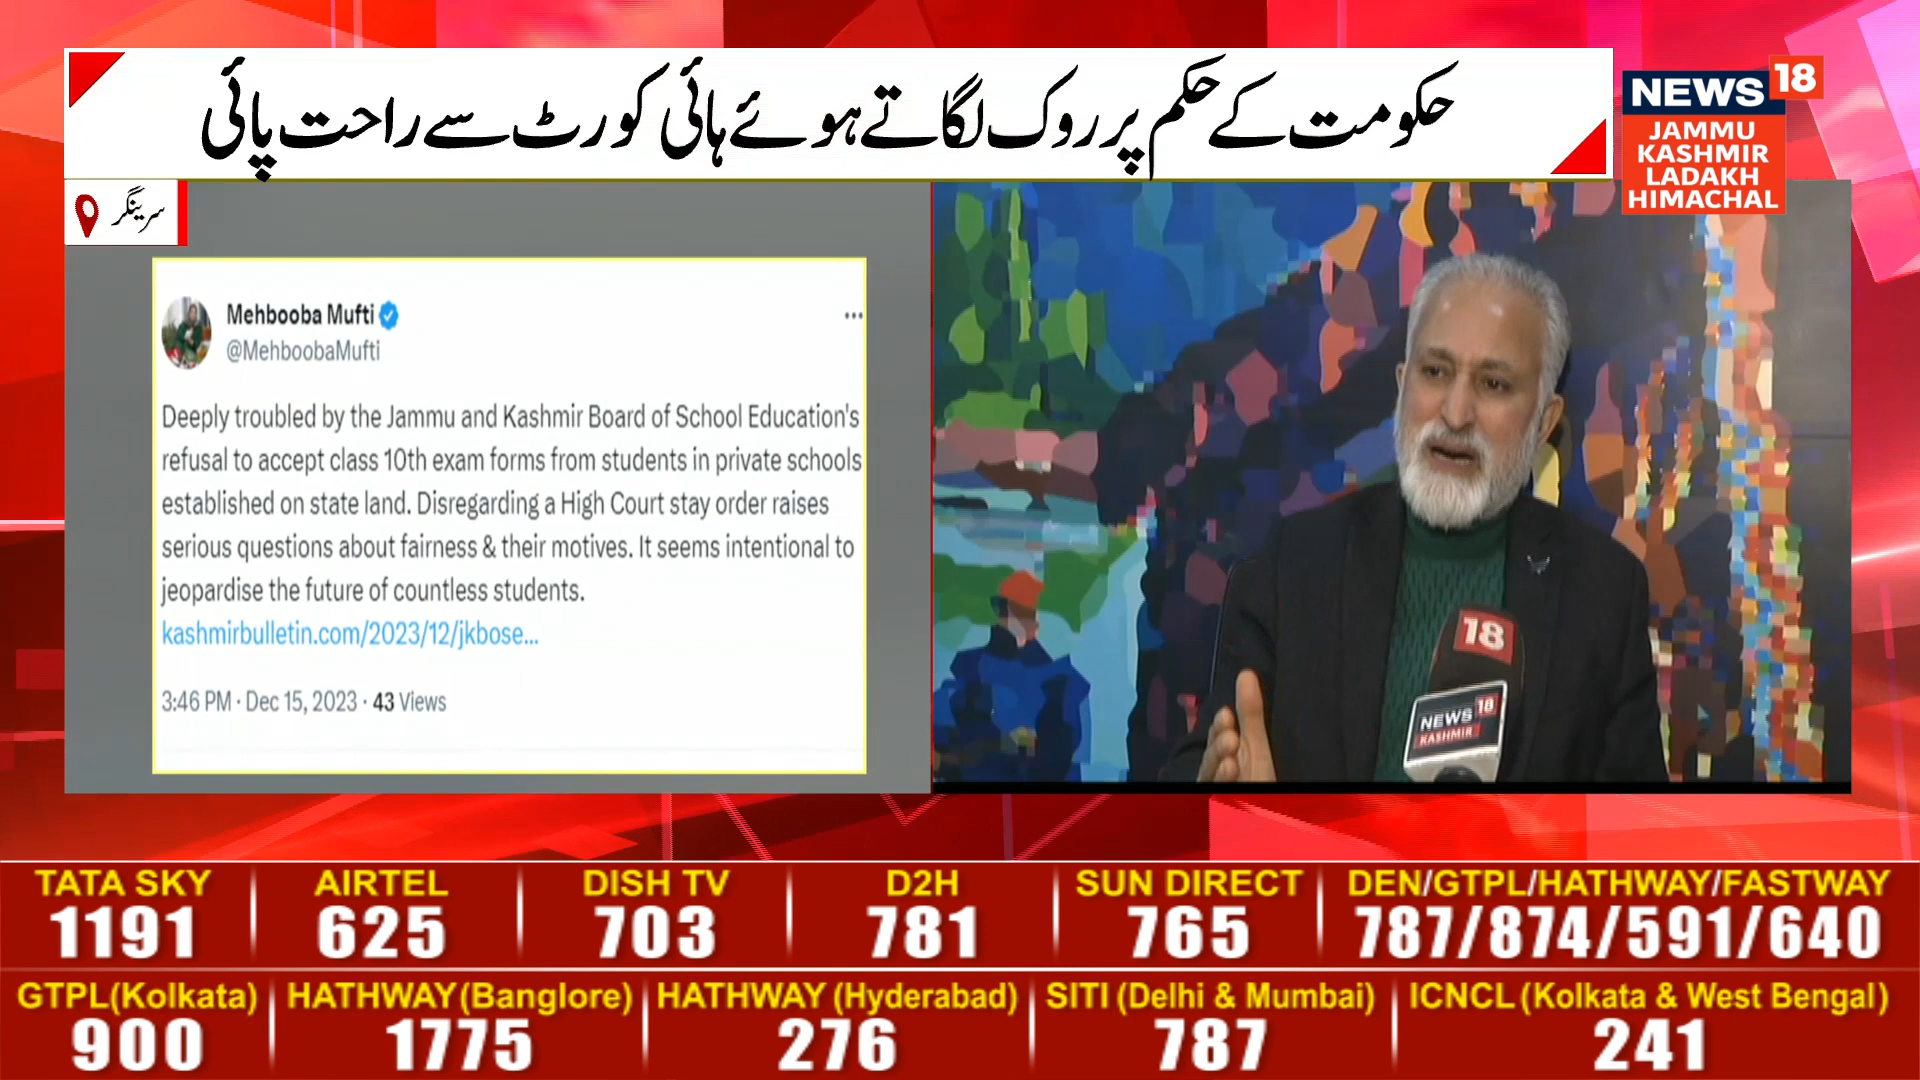 حکومت کے حکم پر روک لگاتے ہوئے ہائی کورٹ سے راحت پائی
NEWS 18
JAMMU
KASHMIR
LADAKH
HIMACHAL
سرینگر
Mehbooba Mufti
@MehboobaMufti
Deeply troubled by the Jammu and Kashmir Board of School Education's
refusal to accept class 10th exam forms from students in private schools
established on state land. Disregarding a High Court stay order raises
serious questions about fairness & their motives. It seems intentional to
jeopardise the future of countless students.
kashmirbulletin.com/2023/12/jkbose...
3:46 PM · Dec 15, 2023 · 43 Views
18
NEWS 18
KASHMIR
TATA SKY
1191
AIRTEL
625
DISH TV
703
D2H
781
SUN DIRECT
765
DEN/GTPL/HATHWAY/FASTWAY
787/874/591/640
GTPL(Kolkata)
900
HATHWAY(Banglore)
1775
HATHWAY (Hyderabad)
276
SITI (Delhi & Mumbai)
787
ICNCL (Kolkata & West Bengal)
241